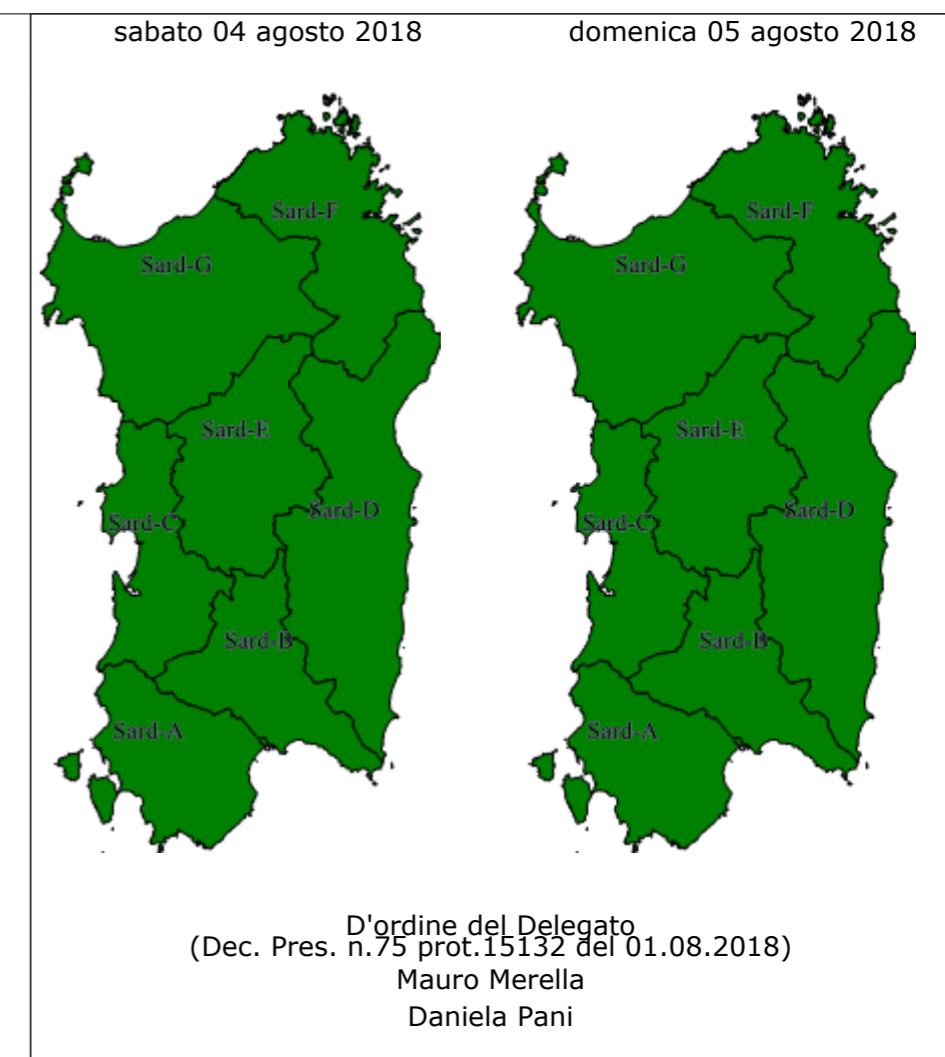 sabato 04 agosto 2018
domenica 05 agosto 2018
Sard-F
Sard-G
Sard-E
Sard-D
Sard-C
Sard-B
Sard-A
Sard-F
Sard-G
Sard-E
Sard-D
Sard-C
Sard-B
Sard-A
D'ordine del Delegato
(Dec. Pres. n.75 prot.15132 del 01.08.2018)
Mauro Merella
Daniela Pani